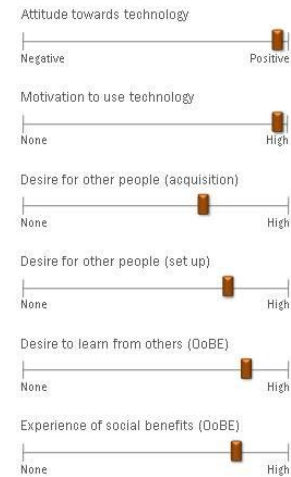 Attitude towards technology
Negative Positive
Motivation to use technology
None High
Desire for other people (acquisition)
None High
Desire for other people (set up)
None High
Desire to learn from others (OoBE)
None High
Experience of social benefits (OoBE)
None High